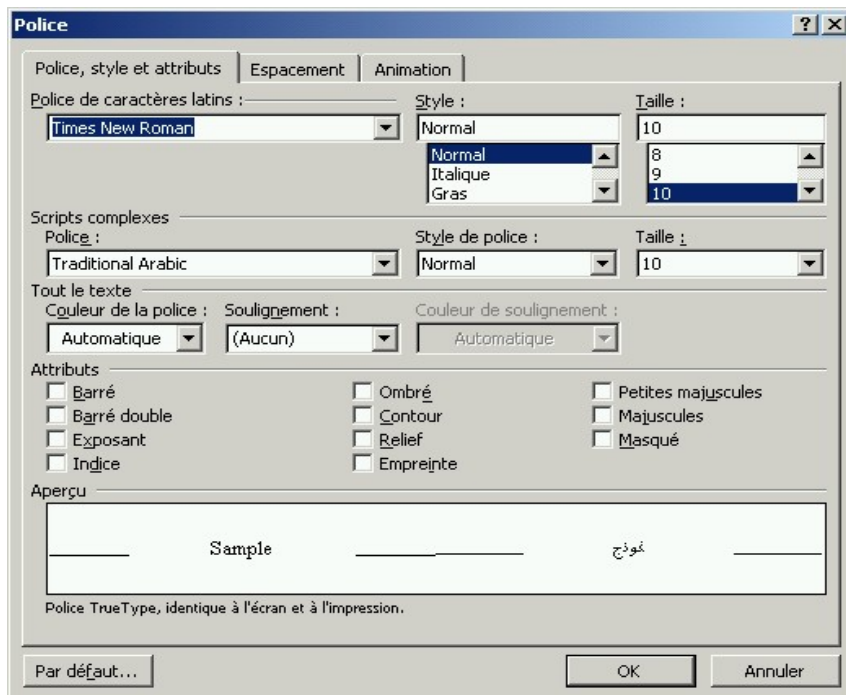 Police
Police, style et attributs Espacement Animation
Police de caractères latins : Style : Taille :
Times New Roman Normal 10
Normal 8
Italique 9
Gras 10
Scripts complexes
Police : Style de police : Taille :
Traditional Arabic Normal 10
Tout le texte
Couleur de la police : Soulignement : Couleur de soulignement :
Automatique (Aucun) Automatique
Attributs
Barré Ombré Petites majuscules
Barré double Contour Majuscules
Exposant Relief Masqué
Indice Empreinte
Aperçu
Sample نموذج
Police TrueType, identique à l'écran et à l'impression.
Par défaut... OK Annuler